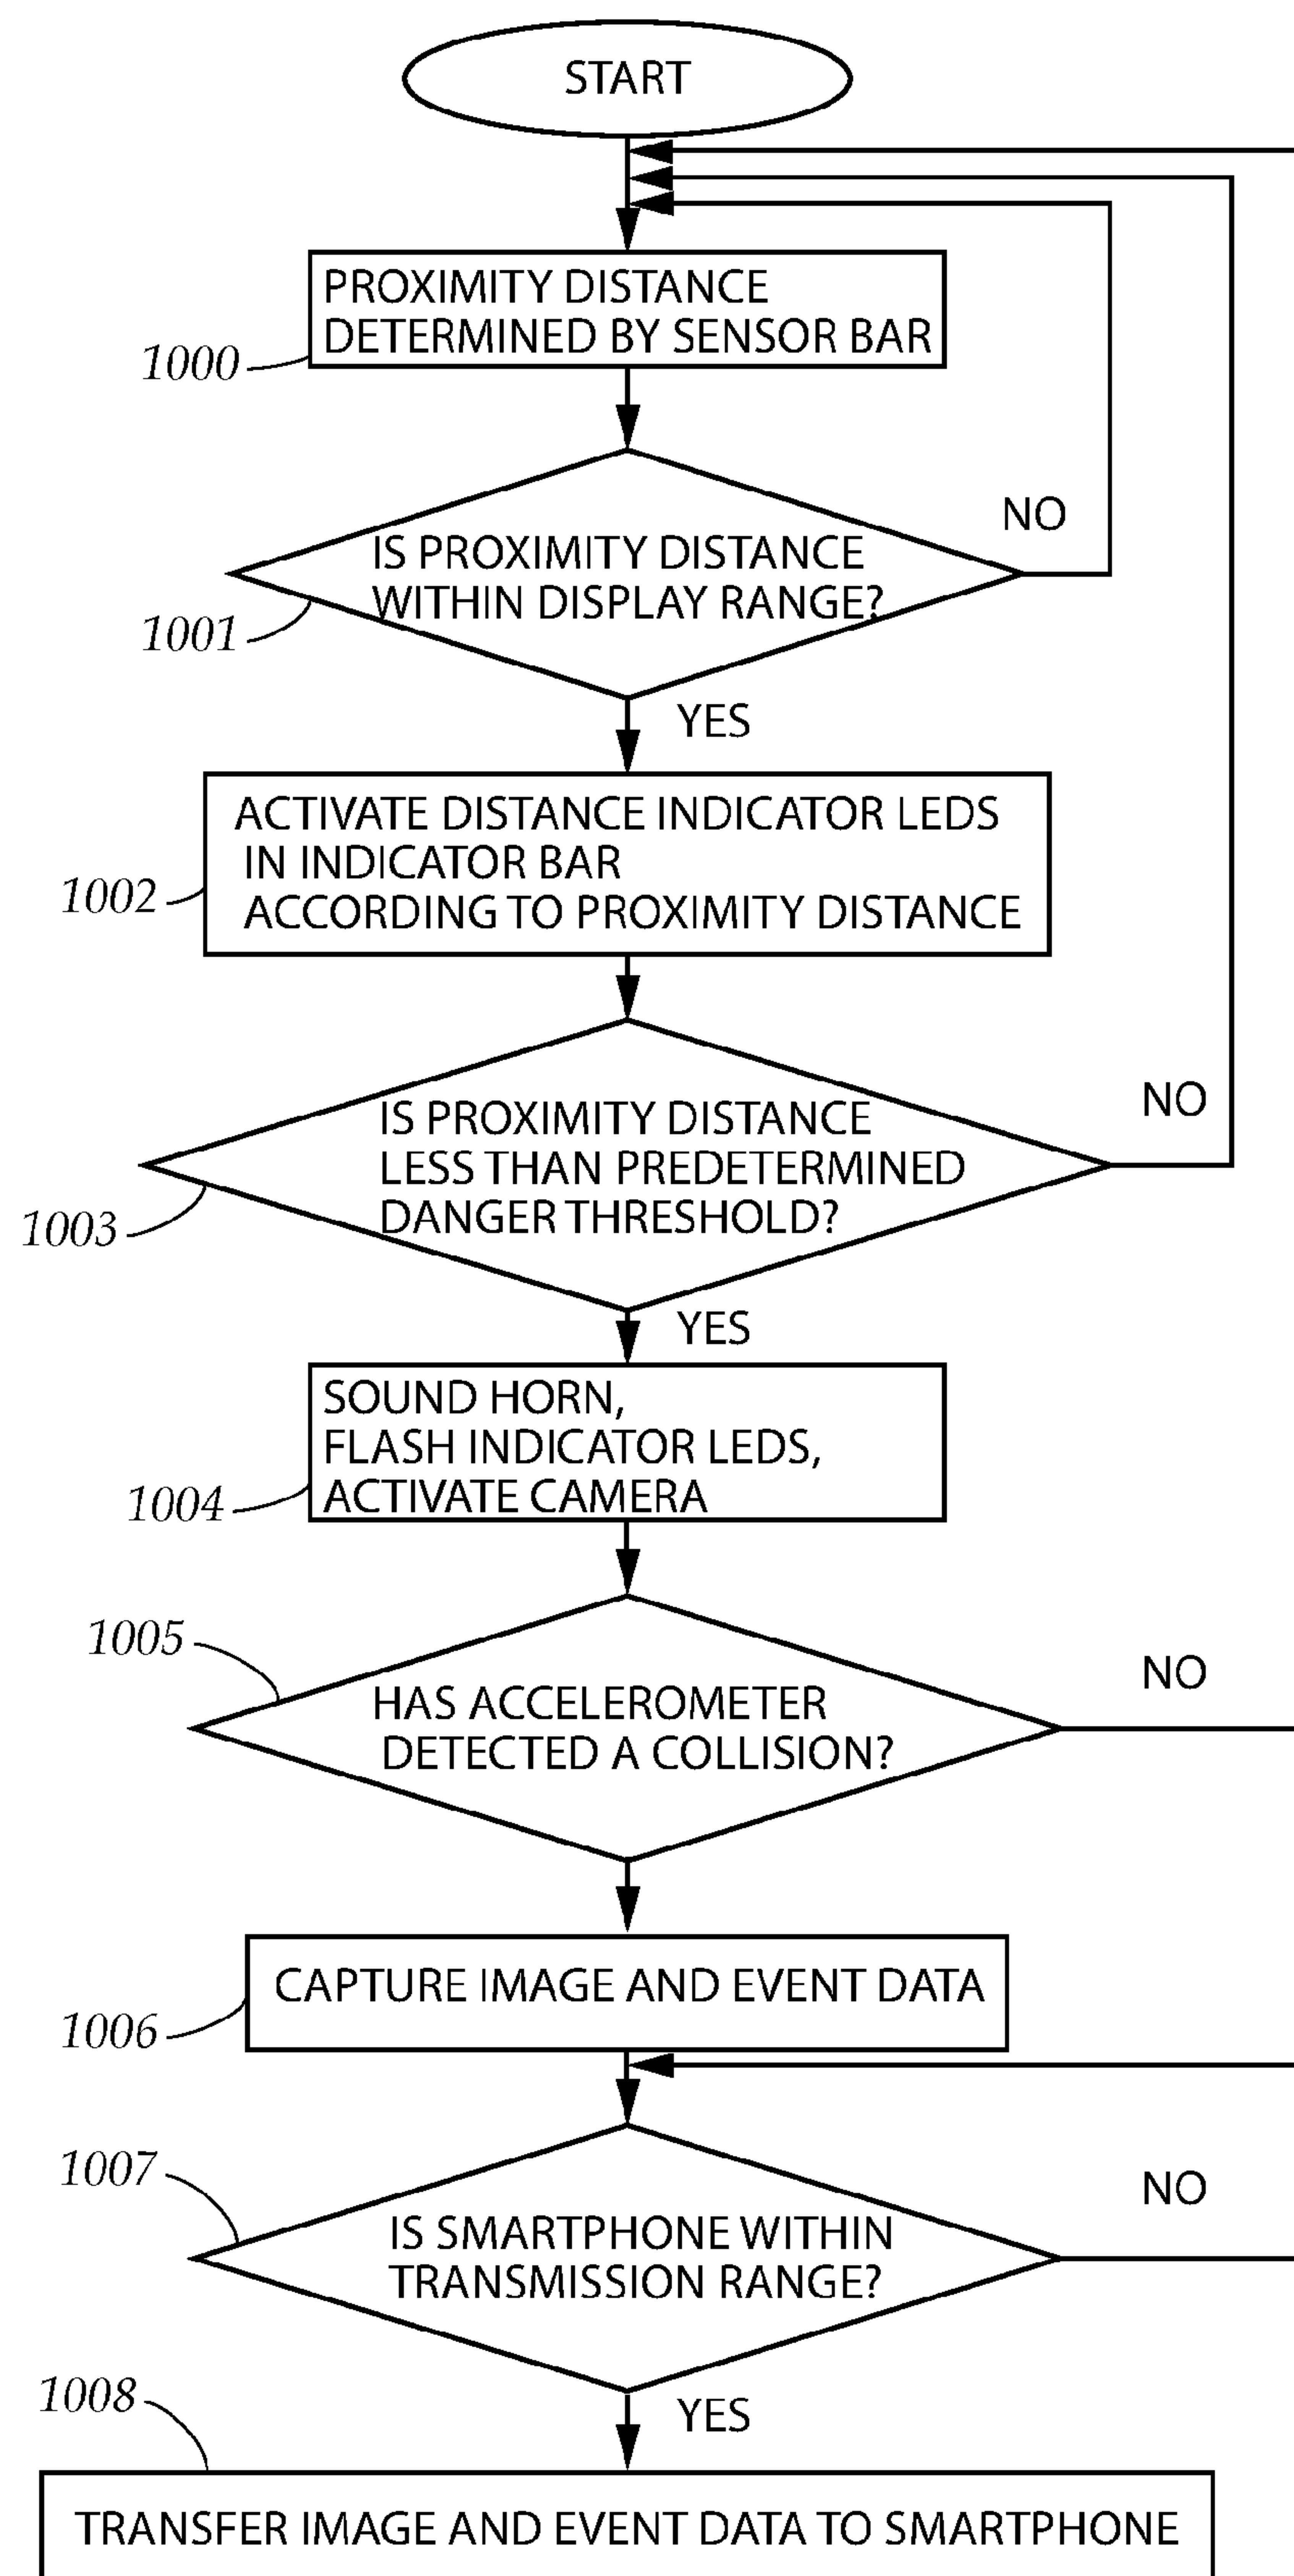 START
PROXIMITY DISTANCE
DETERMINED BY SENSOR BAR
1000
NO
IS PROXIMITY DISTANCE
WITHIN DISPLAY RANGE?
1001
YES
ACTIVATE DISTANCE INDICATOR LEDS
IN INDICATOR BAR
ACCORDING TO PROXIMITY DISTANCE
1002
NO
IS PROXIMITY DISTANCE
LESS THAN PREDETERMINED
DANGER THRESHOLD?
1003
YES
SOUND HORN,
FLASH INDICATOR LEDS,
ACTIVATE CAMERA
1004
1005
NO
HAS ACCELEROMETER
DETECTED A COLLISION?
CAPTURE IMAGE AND EVENT DATA
1006
1007
NO
IS SMARTPHONE WITHIN
TRANSMISSION RANGE?
1008
YES
TRANSFER IMAGE AND EVENT DATA TO SMARTPHONE